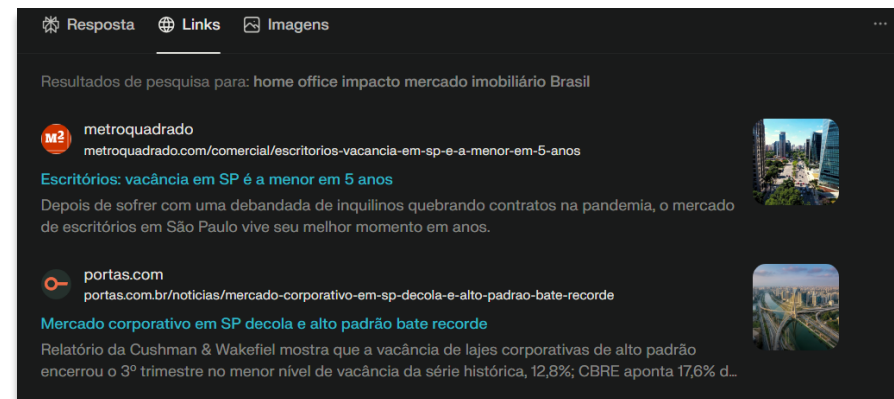 Resposta Links Imagens
Resultados de pesquisa para: home office impacto mercado imobiliário Brasil
M²
metroquadrado
metroquadrado.com/comercial/escritorios-vacancia-em-sp-e-a-menor-em-5-anos
Escritórios: vacância em SP é a menor em 5 anos
Depois de sofrer com uma debandada de inquilinos quebrando contratos na pandemia, o mercado
de escritórios em São Paulo vive seu melhor momento em anos.
portas.com
portas.com.br/noticias/mercado-corporativo-em-sp-decola-e-alto-padrao-bate-recorde
Mercado corporativo em SP decola e alto padrão bate recorde
Relatório da Cushman & Wakefiel mostra que a vacância de lajes corporativas de alto padrão
encerrou o 3º trimestre no menor nível de vacância da série histórica, 12,8%; CBRE aponta 17,6% d...